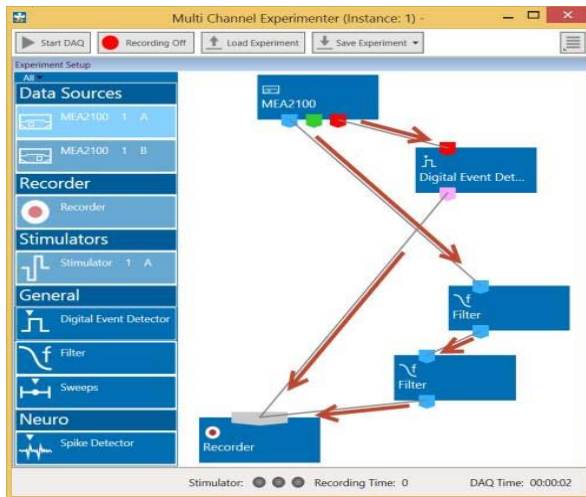 Multi Channel Experimenter (Instance: 1) -
Start DAQ Recording Off Load Experiment Save Experiment
Experiment Setup
All
Data Sources
MEA2100 1 A
MEA2100 1 B
Recorder
Recorder
Stimulators
Stimulator 1 A
General
Digital Event Detector
Filter
Sweeps
Neuro
Spike Detector
MEA2100
Digital Event Det...
Filter
Filter
Recorder
Stimulator: Recording Time: 0 DAQ Time: 00:00:02